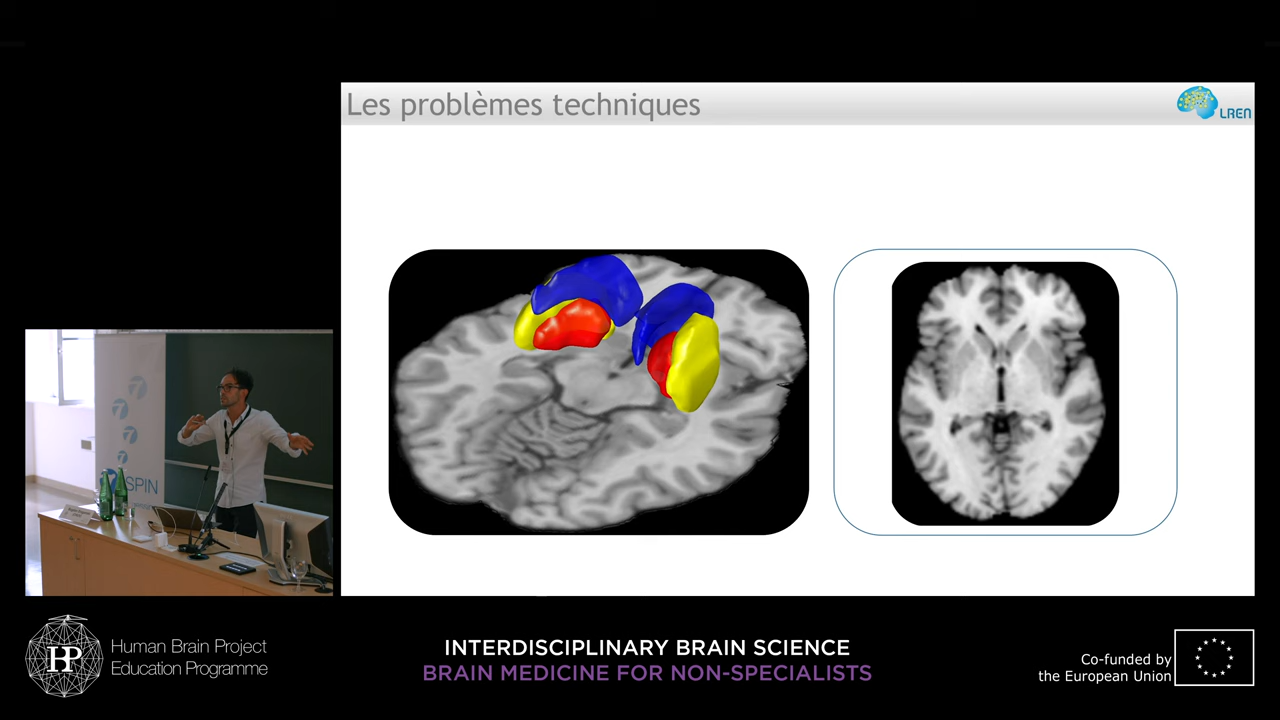 Les problèmes techniques
LREN
SPIN
HP
Human Brain Project
Education Programme
INTERDISCIPLINARY BRAIN SCIENCE
BRAIN MEDICINE FOR NON-SPECIALISTS
Co-funded by
the European Union